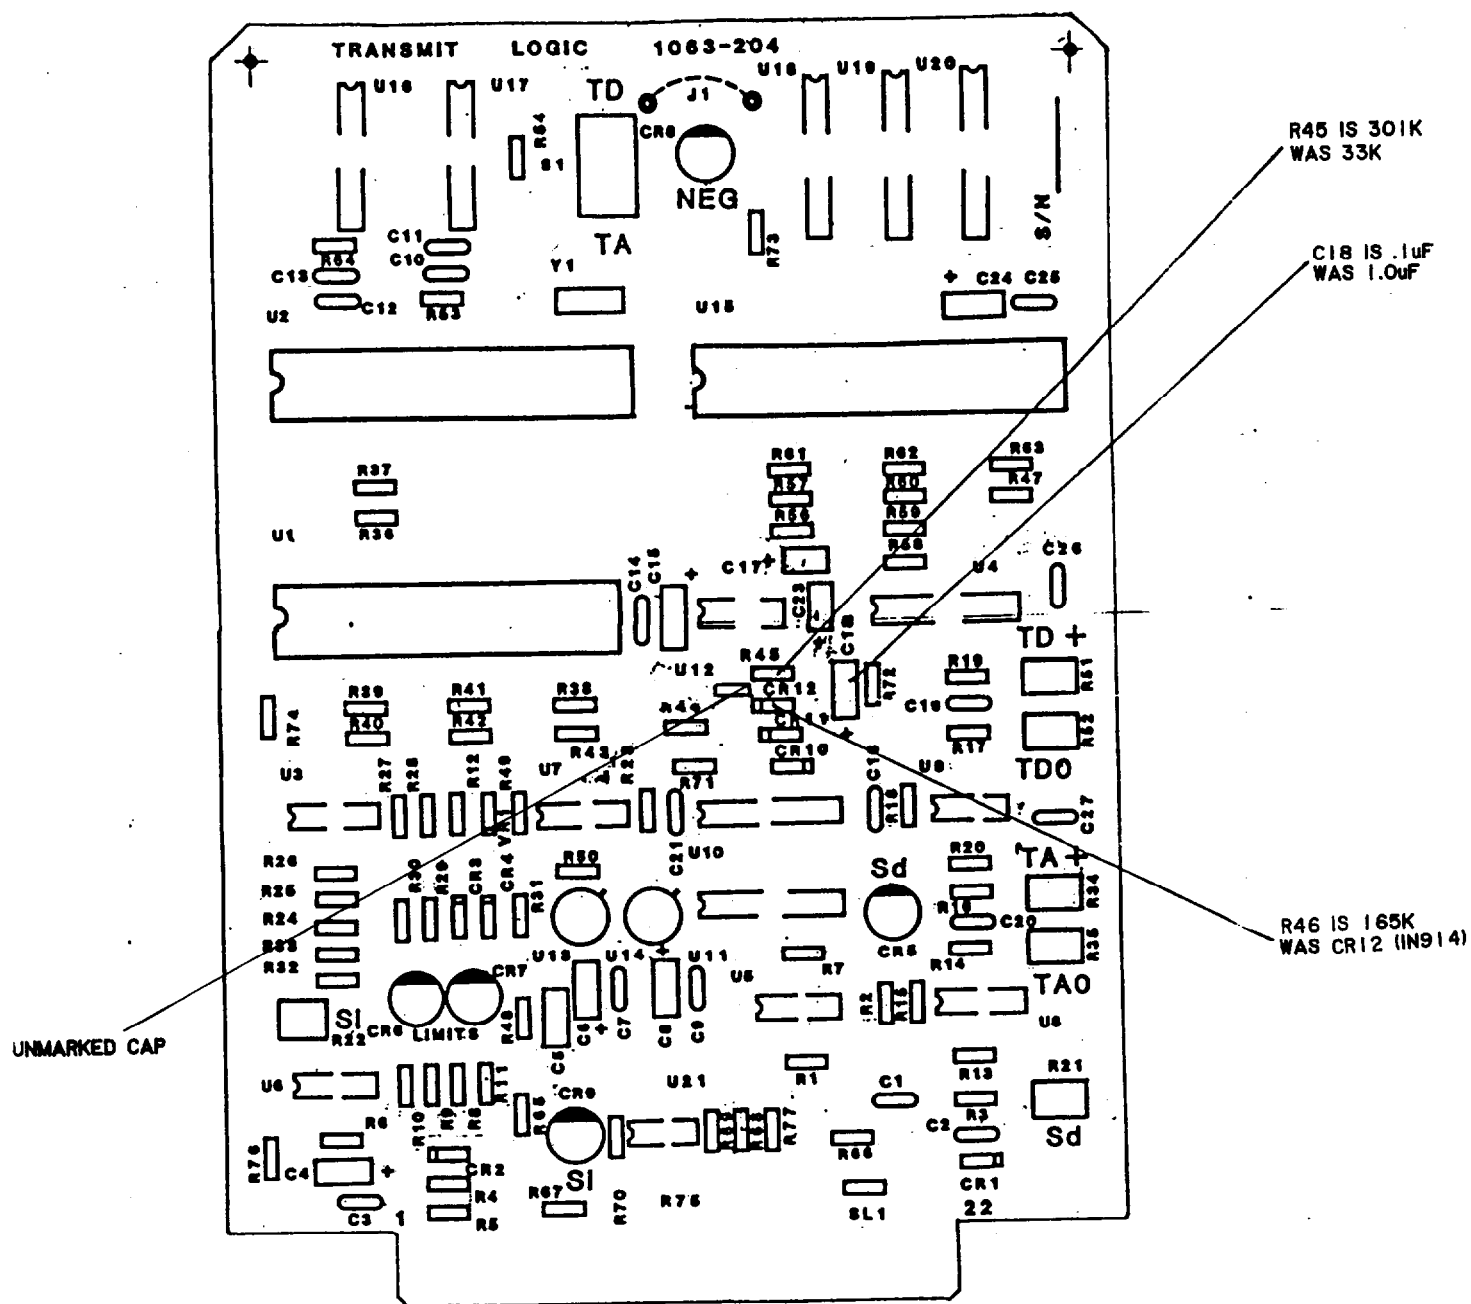 TRANSMIT LOGIC 1063-204
U16
U17
TD
J1
U18
U19
U20
R54
S1
CR8
NEG
TA
R73
S/N
R45 IS 301K
WAS 33K
C18 IS .1uF
WAS 1.0uF
C11
R64
C13
C10
C12
R53
Y1
U2
U15
+
C24
C25
R37
R36
U1
R61
R57
R56
R62
R60
R59
R58
R63
R47
C17
+
C14
C15
+
C23
C18
U4
C26
TD +
R51
R52
TD0
U12
R45
CR12
R72
R19
C19
R17
R39
R40
R41
R42
R38
R43
R44
CR10
R74
R71
U3
R27
R28
R12
R49
VR1
U7
C21
U10
R18
C27
R26
R25
R24
R33
R32
R30
R29
CR3
CR4
R31
R50
Sd
CR5
R20
C20
R14
TA +
R34
R35
TA0
R46 IS 165K
WAS CR12 (IN914)
U13
U14
U11
U5
R7
R2
R15
U8
SI
R22
CR6
CR7
LIMITS
R48
C5
C6
+
C7
C8
+
C9
UNMARKED CAP
U6
R10
R9
R8
R11
R65
CR9
U21
R1
C1
R13
R21
R3
C2
Sd
R6
R76
C4
+
C3
1
CR2
R4
R5
R67
SI
R70
R75
R77
R66
SL1
CR1
22